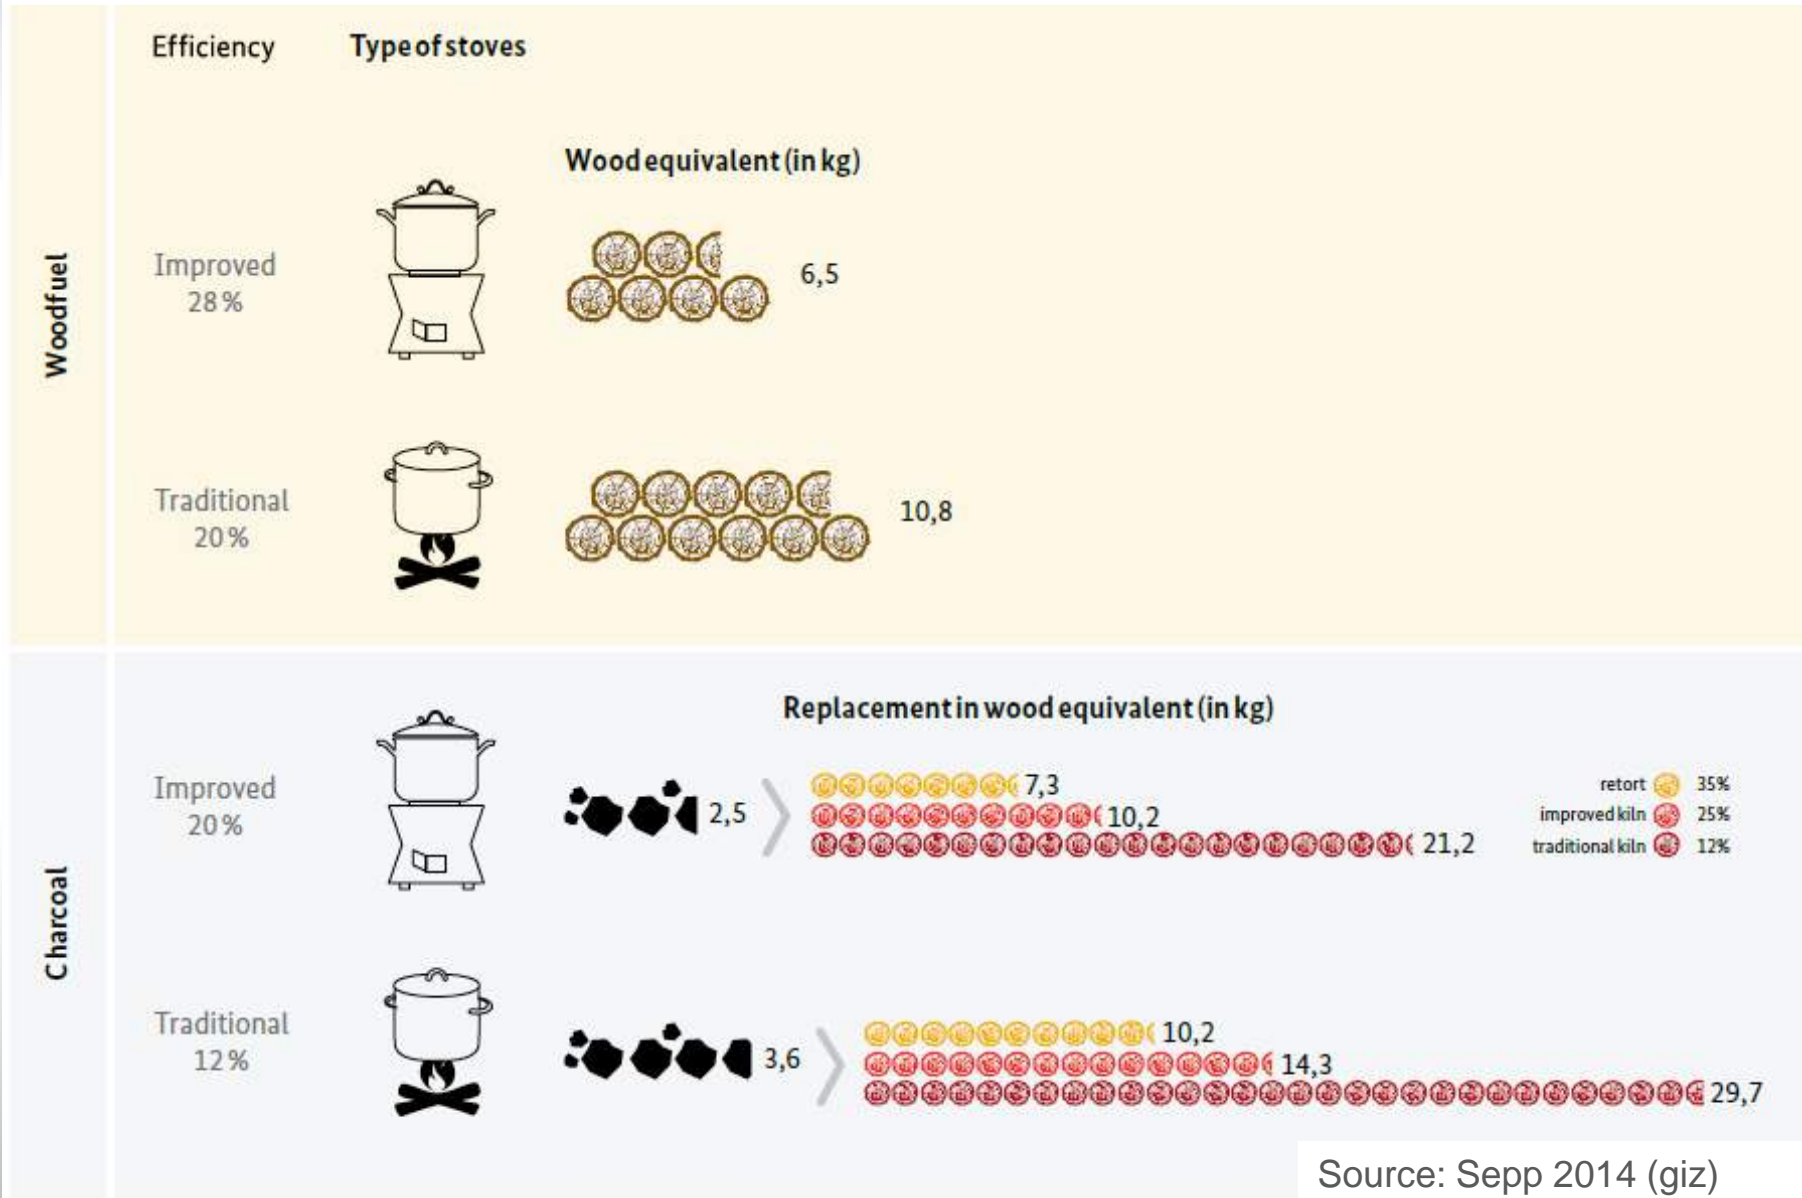 Efficiency
Type of stoves
Woodfuel
Wood equivalent (in kg)
Improved
28 %
6,5
Traditional
20 %
10,8
Charcoal
Replacement in wood equivalent (in kg)
Improved
20 %
2,5
7,3
10,2
21,2
retort 35%
improved kiln 25%
traditional kiln 12%
Traditional
12 %
3,6
10,2
14,3
29,7
Source: Sepp 2014 (giz)